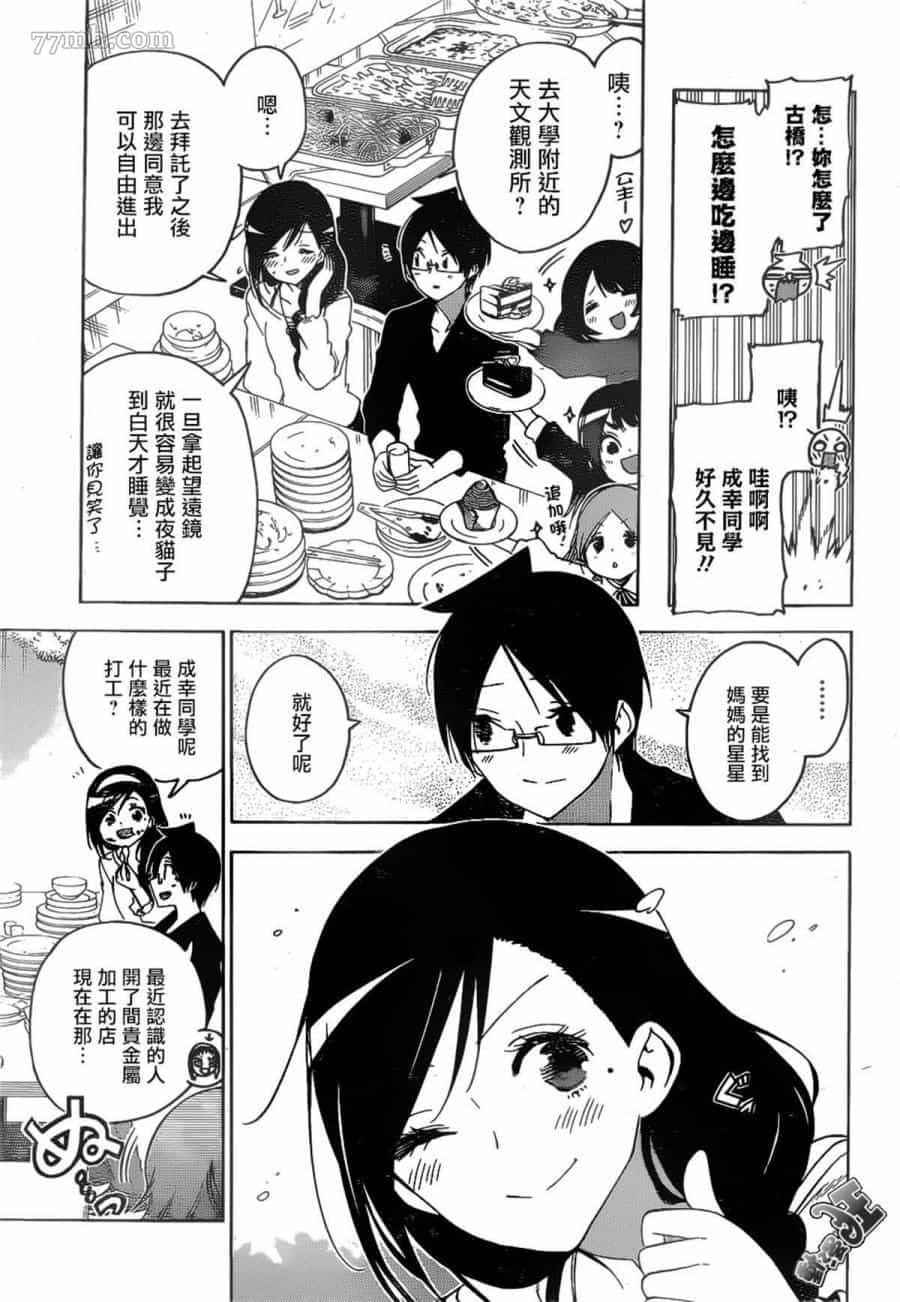 怎…妳怎麼了
古橋!?
怎麼邊吃邊睡!?
咦!?
哇啊啊
成幸同學
好久不見!!
咦…?
去大學附近的
天文觀測所?
嗯…
去拜託了之後
那邊同意我
可以自由進出
追加哦!
一旦拿起望遠鏡
就很容易變成夜貓子
到白天才睡覺…
讓你見笑了…
………
要是能找到
媽媽的星星
就好了呢
成幸同學呢
最近在做
什麼樣的
打工?
最近認識的人
開了間貴金屬
加工的店
現在在那…
ぬ
77mh.com